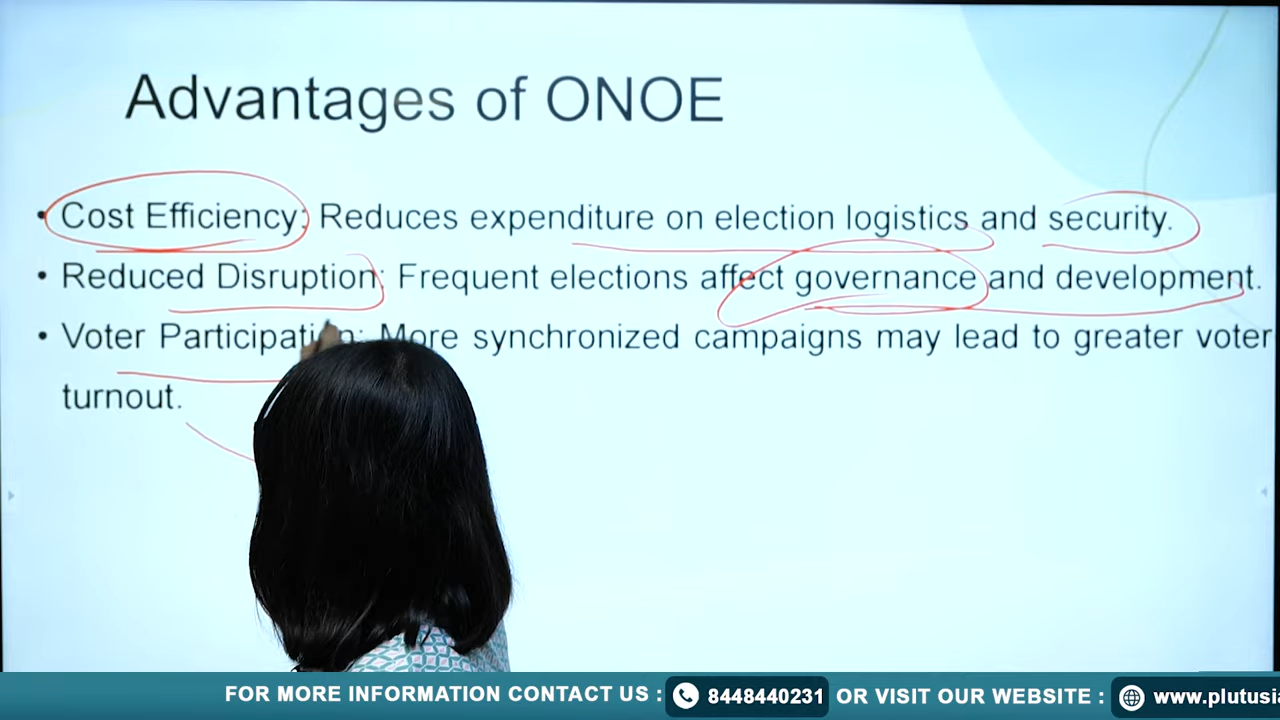 Advantages of ONOE
• Cost Efficiency: Reduces expenditure on election logistics and security.
• Reduced Disruption: Frequent elections affect governance and development.
• Voter Participation: More synchronized campaigns may lead to greater voter
turnout.
FOR MORE INFORMATION CONTACT US : 8448440231 OR VISIT OUR WEBSITE :